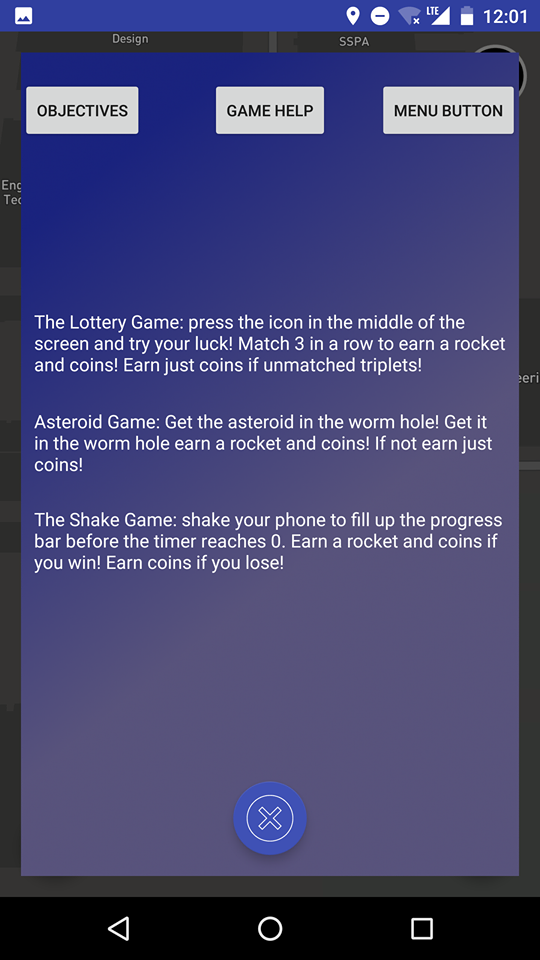 LTE 12:01
Design
SSPA
OBJECTIVES
GAME HELP
MENU BUTTON
Eng
Tec
The Lottery Game: press the icon in the middle of the
screen and try your luck! Match 3 in a row to earn a rocket
and coins! Earn just coins if unmatched triplets!
eeri
Asteroid Game: Get the asteroid in the worm hole! Get it
in the worm hole earn a rocket and coins! If not earn just
coins!
The Shake Game: shake your phone to fill up the progress
bar before the timer reaches 0. Earn a rocket and coins if
you win! Earn coins if you lose!